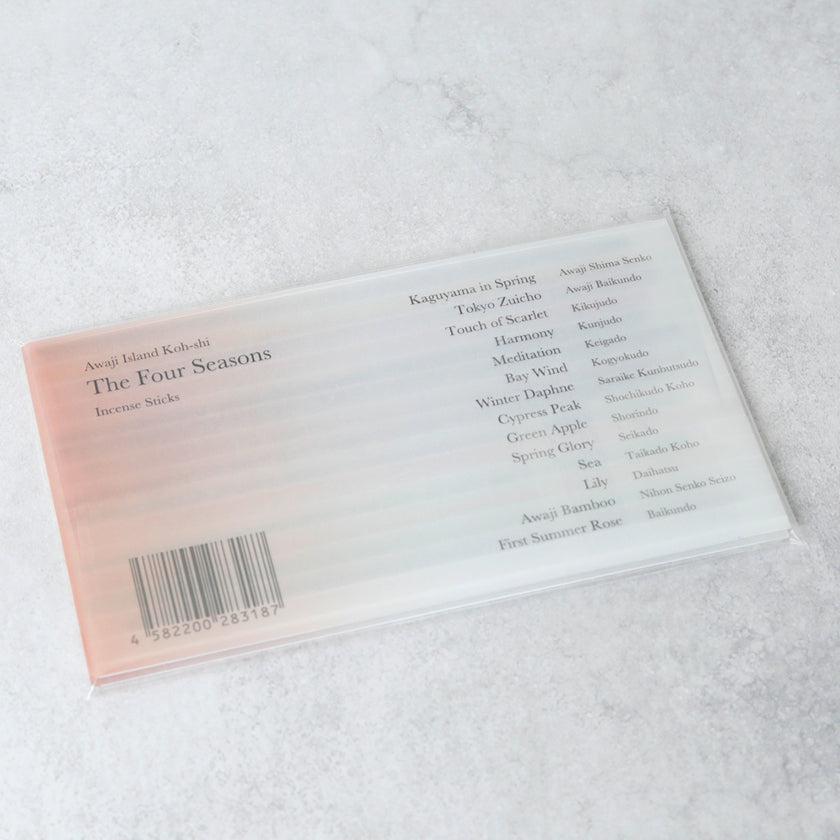 Awaji Island Koh-shi
The Four Seasons
Incense Sticks
Kaguyama in Spring Awaji Shima Senko
Tokyo Zuicho Awaji Baikundo
Touch of Scarlet Kikujudo
Harmony Kunjudo
Meditation Keigado
Bay Wind Kogyokudo
Winter Daphne Saraike Kunbutsudo
Cypress Peak Shochikudo Koho
Green Apple Shorindo
Spring Glory Seikado
Sea Taikado Koho
Lily Daihatsu
Awaji Bamboo Nihon Senko Seizo
First Summer Rose Baikundo
4 582200 283187